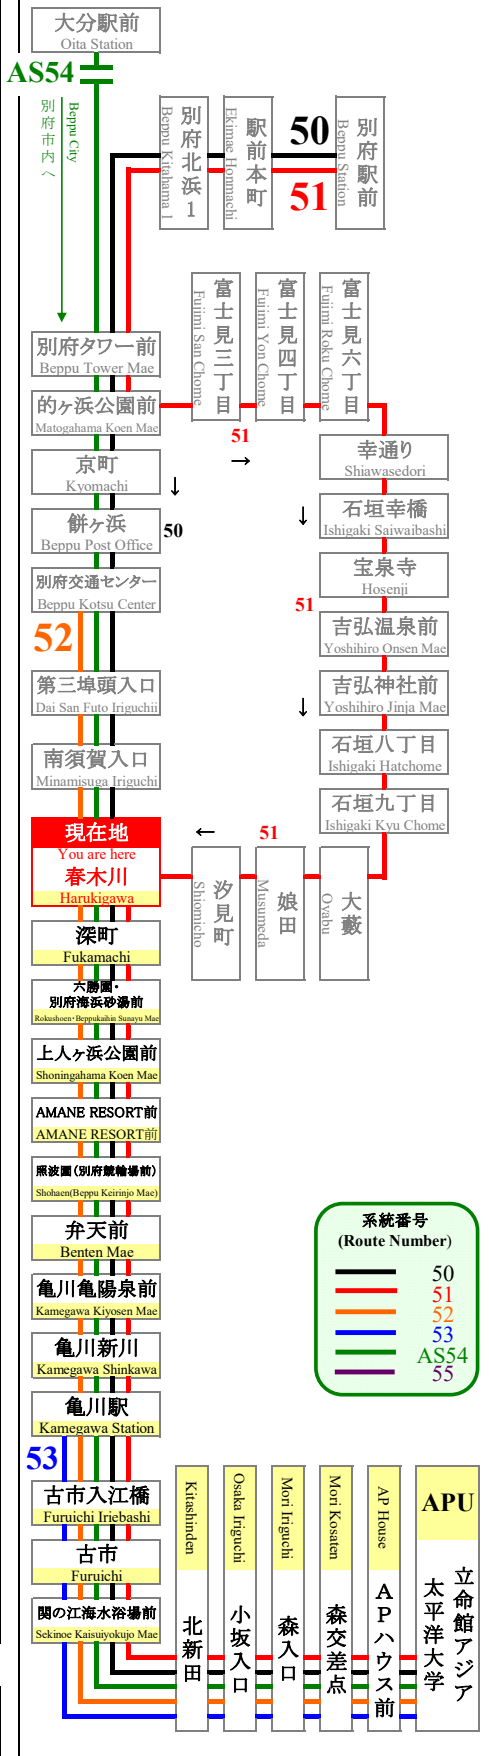 大分駅前
Oita Station
AS54
別府市内へ
Beppu City
別府北浜1
Beppu Kitahama 1
駅前本町
Ekimae Honmachi
50
51
別府駅前
Beppu Station
別府タワー前
Beppu Tower Mae
的ヶ浜公園前
Matogahama Koen Mae
富士見三丁目
Fujimi San Chome
富士見四丁目
Fujimi Yon Chome
富士見六丁目
Fujimi Roku Chome
51
→
京町
Kyomachi
↓
餅ヶ浜
Beppu Post Office
50
別府交通センター
Beppu Kotsu Center
52
幸通り
Shiawasedori
↓
石垣幸橋
Ishigaki Saiwaibashi
宝泉寺
Hosenji
51
吉弘温泉前
Yoshihiro Onsen Mae
吉弘神社前
Yoshihiro Jinja Mae
↓
石垣八丁目
Ishigaki Hatchome
石垣九丁目
Ishigaki Kyu Chome
第三埠頭入口
Dai San Futo Iriguchii
南須賀入口
Minamisuga Iriguchi
現在地
You are here
春木川
Harukigawa
←
51
汐見町
Shiomicho
娘田
Musumeda
大藪
Oyabu
深町
Fukamachi
六勝園・
別府海浜砂湯前
Rokushoen・Beppukaihin Sunayu Mae
上人ヶ浜公園前
Shoningahama Koen Mae
AMANE RESORT前
AMANE RESORT前
照波園(別府競輪場前)
Shohaen(Beppu Keirinjo Mae)
弁天前
Benten Mae
亀川亀陽泉前
Kamegawa Kiyosen Mae
亀川新川
Kamegawa Shinkawa
亀川駅
Kamegawa Station
53
古市入江橋
Furuichi Iriebashi
古市
Furuichi
関の江海水浴場前
Sekinoe Kaisuiyokujo Mae
系統番号
(Route Number)
50
51
52
53
AS54
55
Kitashinden
北新田
Osaka Iriguchi
小坂入口
Mori Iriguchi
森入口
Mori Kosaten
森交差点
AP House
APハウス前
APU
立命館アジア
太平洋大学